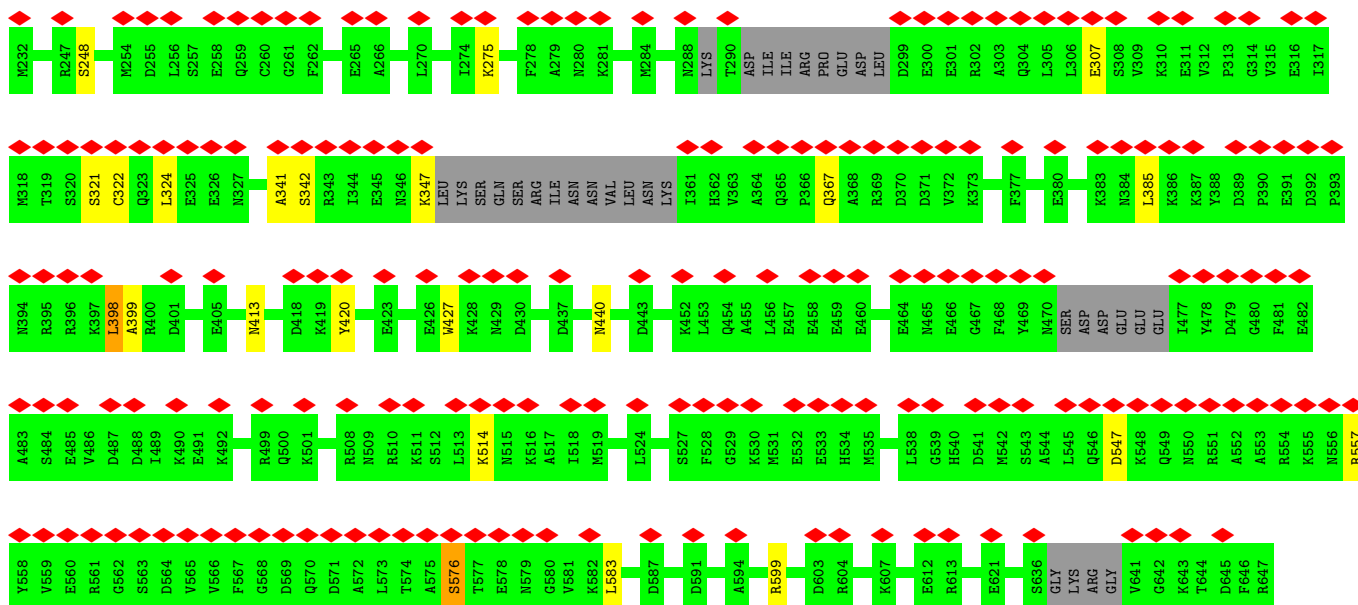 M232 R247 S248 M254 D255 L256 S257 E258 Q259 C260 G261 F262 E265 A266 L270 I274 K275 F278 A279 N280 K281 M284 N288 LYS T290 ASP ILE ILE ARG PRO GLU ASP LEU D299 E300 E301 R302 A303 Q304 L305 L306 E307 S308 V309 K310 E311 V312 P313 G314 V315 E316 I317
M318 T319 S320 S321 C322 Q323 L324 E325 E326 N327 A341 S342 R343 I344 E345 N346 K347 LEU LYS SER GLN SER ARG ILE ASN ASN VAL LEU ASN LYS I361 H362 V363 A364 Q365 P366 Q367 A368 R369 D370 D371 V372 K373 F377 E380 K383 N384 L385 K386 K387 Y388 D389 P390 E391 D392 P393
N394 R395 R396 K397 L398 A399 R400 D401 E405 N413 D418 K419 Y420 E423 E426 W427 K428 N429 D430 D437 N440 D443 K452 L453 Q454 A455 L456 E457 E458 E459 E460 E464 N465 E466 G467 F468 Y469 N470 SER ASP ASP GLU GLU GLU I477 Y478 D479 G480 F481 E482
A483 S484 E485 V486 D487 D488 I489 K490 E491 K492 R499 Q500 K501 R508 N509 R510 K511 S512 L513 K514 N515 K516 A517 I518 M519 L524 S527 F528 G529 K530 M531 E532 E533 H534 M535 L538 G539 H540 D541 M542 S543 A544 L545 Q546 D547 K548 Q549 N550 R551 A552 A553 R554 K555 N556 R557
Y558 V559 E560 R561 G562 S563 D564 V565 V566 F567 G568 D569 Q570 D571 A572 L573 T574 A575 S576 T577 E578 N579 G580 V581 K582 L583 D587 D591 A594 R599 D603 R604 K607 E612 R613 E621 S636 GLY LYS ARG GLY V641 G642 K643 T644 D645 F646 R647